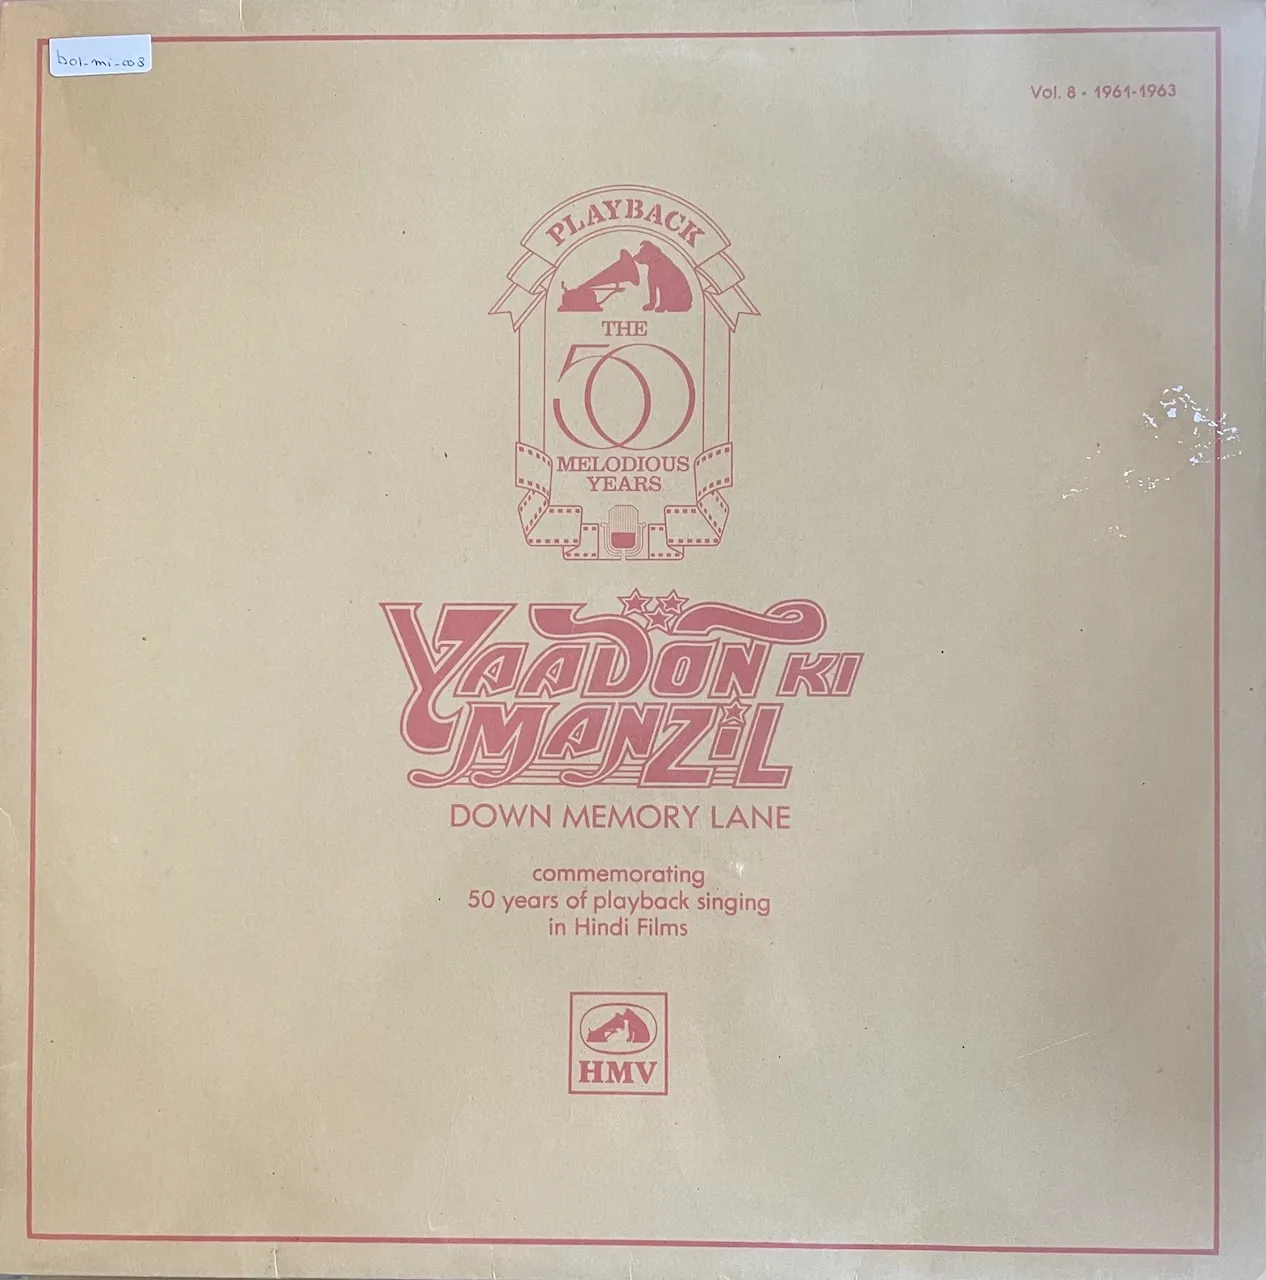 bol-mi-008
Vol. 8 • 1961-1963
PLAYBACK
THE
50
MELODIOUS
YEARS
YAADON KI
MANZiL
DOWN MEMORY LANE
commemorating
50 years of playback singing
in Hindi Films
HMV